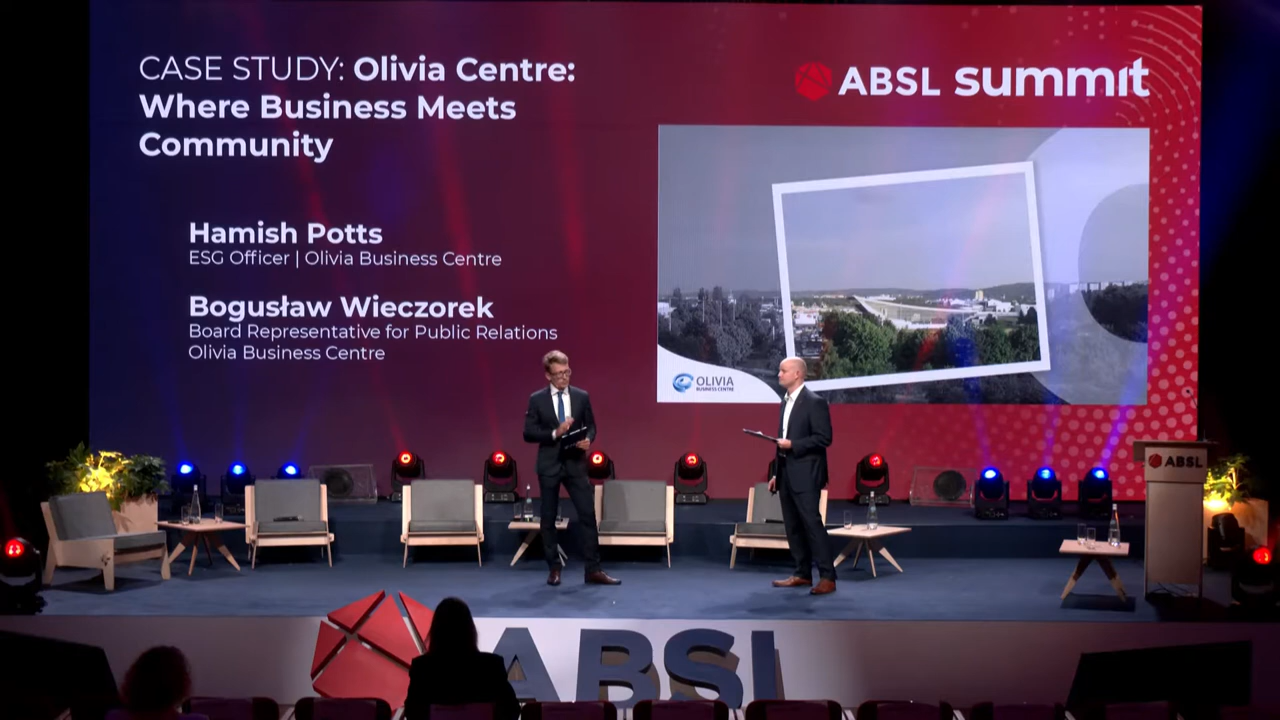 CASE STUDY: Olivia Centre:
Where Business Meets
Community
ABSL summit
Hamish Potts
ESG Officer | Olivia Business Centre
Bogusław Wieczorek
Board Representative for Public Relations
Olivia Business Centre
OLIVIA
BUSINESS CENTRE
ABSL
ABSL